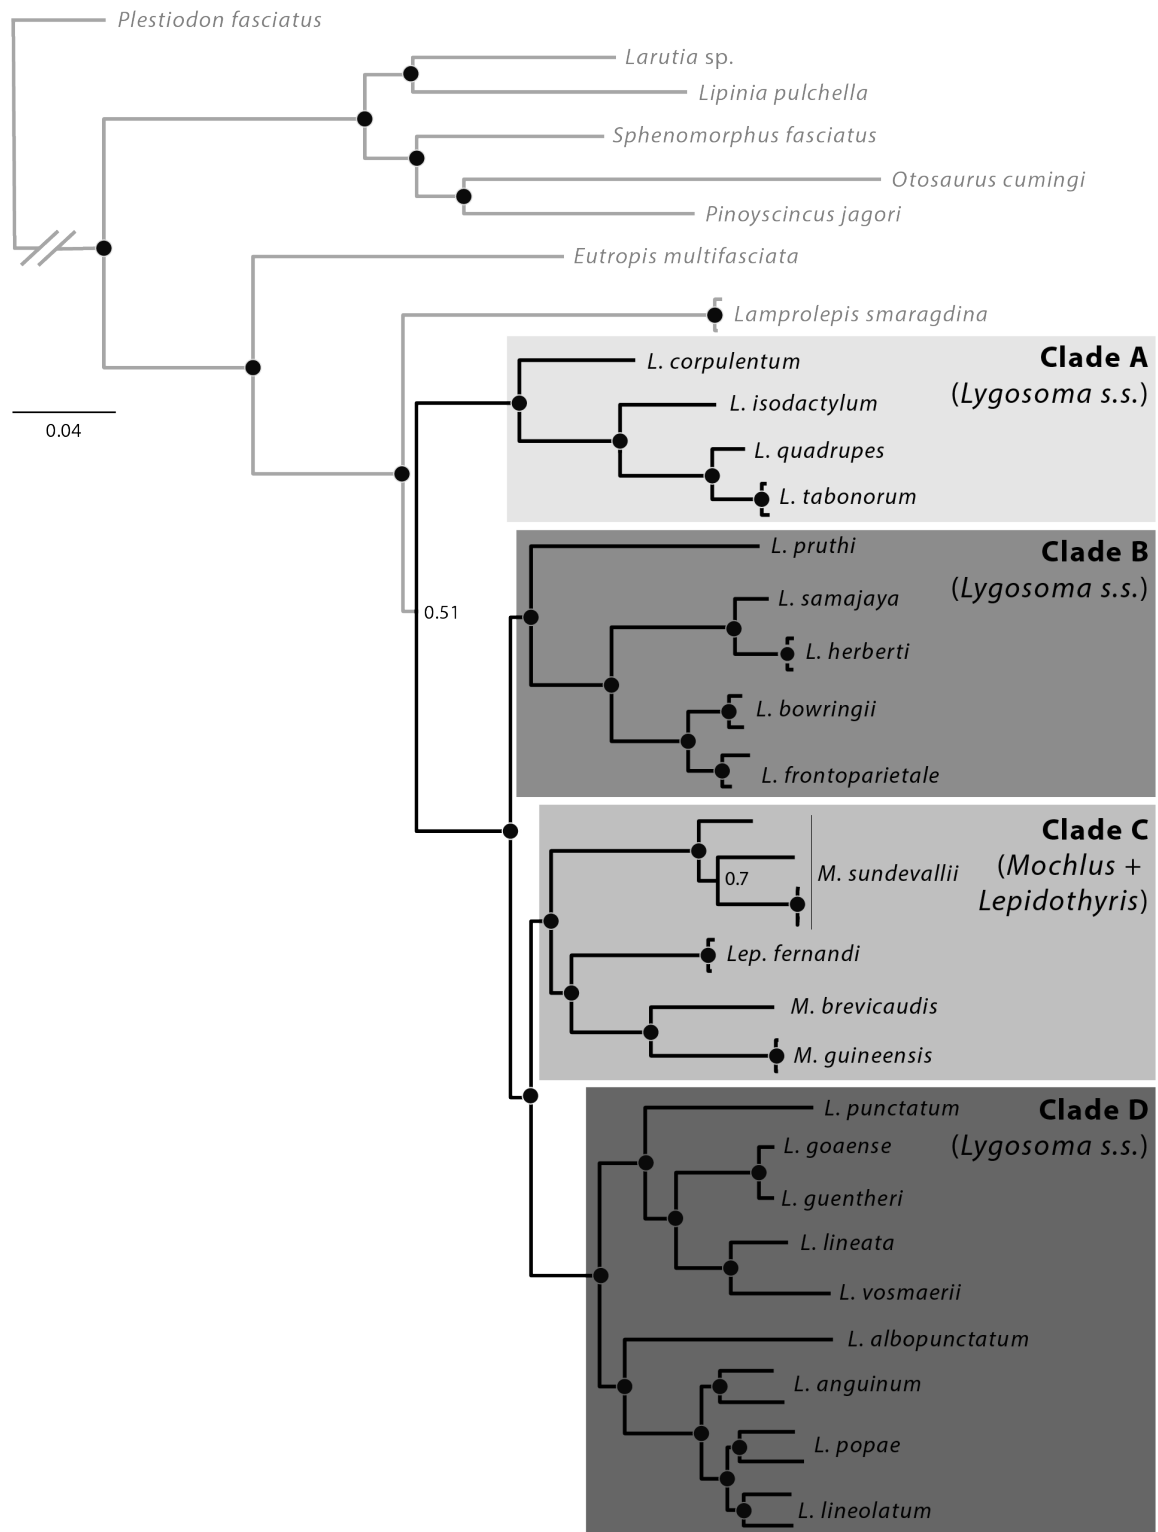 Plestiodon fasciatus
Larutia sp.
Lipinia pulchella
Sphenomorphus fasciatus
Otosaurus cumingi
Pinoyscincus jagori
Eutropis multifasciata
Lamprolepis smaragdina
0.04
Clade A
(Lygosoma s.s.)
L. corpulentum
L. isodactylum
L. quadrupes
L. tabonorum
0.51
Clade B
(Lygosoma s.s.)
L. pruthi
L. samajaya
L. herberti
L. bowringii
L. frontoparietale
Clade C
(Mochlus +
Lepidothyris)
0.7
M. sundevallii
Lep. fernandi
M. brevicaudis
M. guineensis
Clade D
(Lygosoma s.s.)
L. punctatum
L. goaense
L. guentheri
L. lineata
L. vosmaerii
L. albopunctatum
L. anguinum
L. popae
L. lineolatum